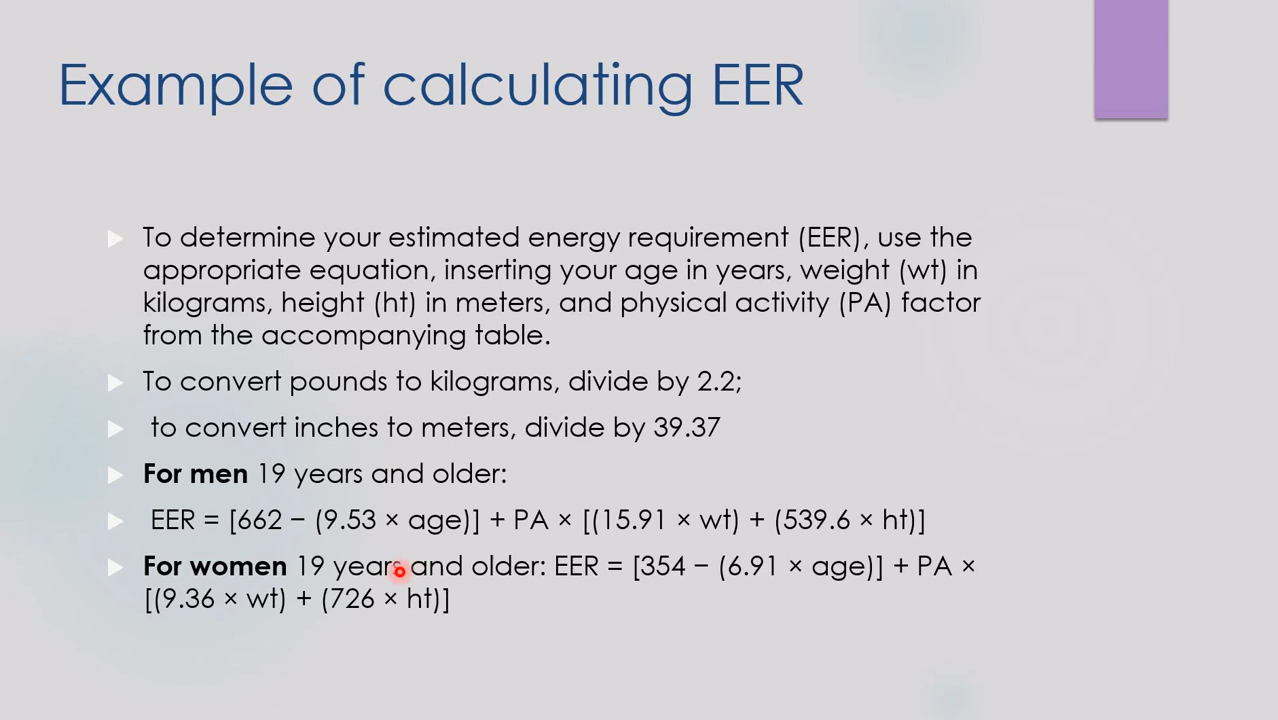 Example of calculating EER
To determine your estimated energy requirement (EER), use the
appropriate equation, inserting your age in years, weight (wt) in
kilograms, height (ht) in meters, and physical activity (PA) factor
from the accompanying table.
To convert pounds to kilograms, divide by 2.2;
to convert inches to meters, divide by 39.37
For men 19 years and older:
EER = [662 − (9.53 × age)] + PA × [(15.91 × wt) + (539.6 × ht)]
For women 19 years and older: EER = [354 − (6.91 × age)] + PA ×
[(9.36 × wt) + (726 × ht)]